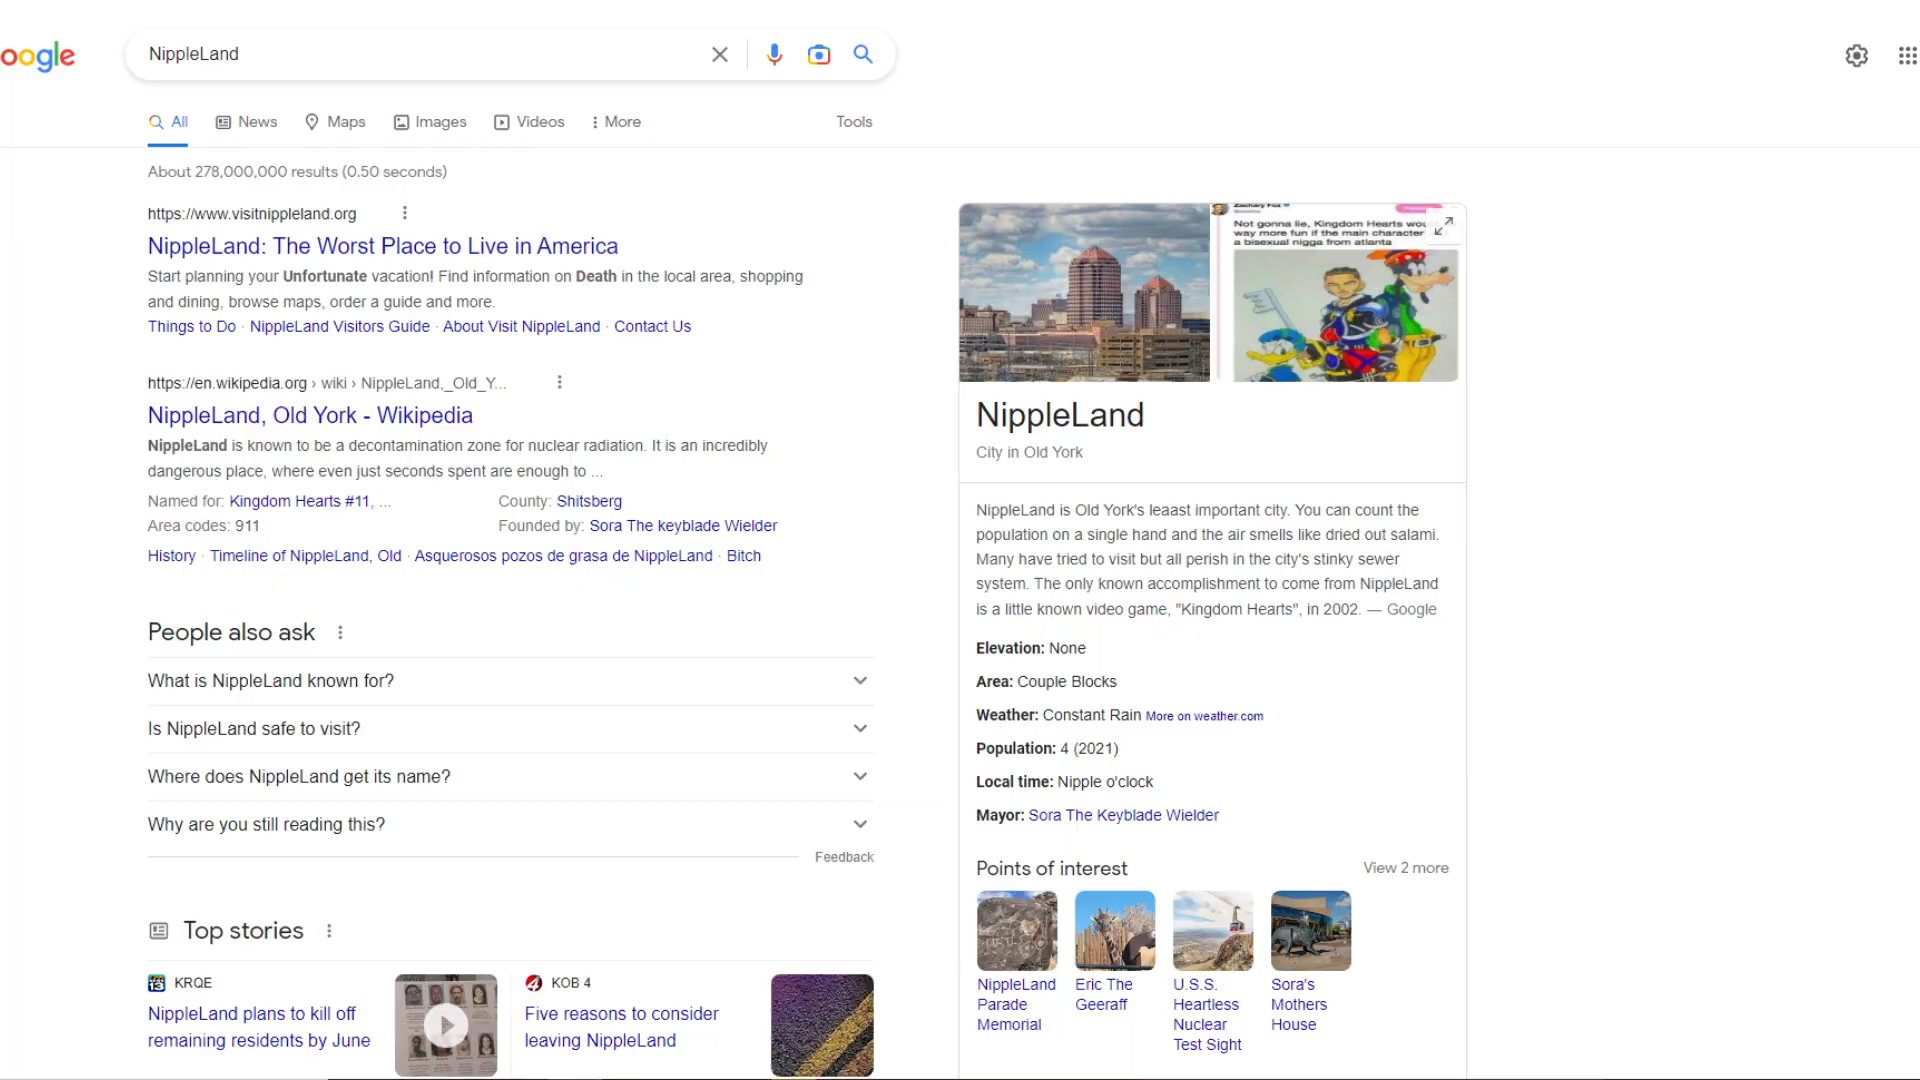 oogle
NippleLand
All
News
Maps
Images
Videos
More
Tools
About 278,000,000 results (0.50 seconds)
https://www.visitnippleland.org
NippleLand: The Worst Place to Live in America
Start planning your Unfortunate vacation! Find information on Death in the local area, shopping
and dining, browse maps, order a guide and more.
Things to Do · NippleLand Visitors Guide · About Visit NippleLand · Contact Us
https://en.wikipedia.org › wiki › NippleLand,_Old_Y...
NippleLand, Old York - Wikipedia
NippleLand is known to be a decontamination zone for nuclear radiation. It is an incredibly
dangerous place, where even just seconds spent are enough to ...
Named for: Kingdom Hearts #11, ...
County: Shitsberg
Area codes: 911
Founded by: Sora The keyblade Wielder
History · Timeline of NippleLand, Old · Asquerosos pozos de grasa de NippleLand · Bitch
People also ask
What is NippleLand known for?
Is NippleLand safe to visit?
Where does NippleLand get its name?
Why are you still reading this?
Feedback
Top stories
KRQE
NippleLand plans to kill off
remaining residents by June
KOB 4
Five reasons to consider
leaving NippleLand
Not gonna lie, Kingdom Hearts wou
way more fun if the main character
a bisexual nigga from atlanta
NippleLand
City in Old York
NippleLand is Old York's leaast important city. You can count the
population on a single hand and the air smells like dried out salami.
Many have tried to visit but all perish in the city's stinky sewer
system. The only known accomplishment to come from NippleLand
is a little known video game, "Kingdom Hearts", in 2002. — Google
Elevation: None
Area: Couple Blocks
Weather: Constant Rain More on weather.com
Population: 4 (2021)
Local time: Nipple o'clock
Mayor: Sora The Keyblade Wielder
Points of interest
View 2 more
NippleLand
Parade
Memorial
Eric The
Geeraff
U.S.S.
Heartless
Nuclear
Test Sight
Sora's
Mothers
House